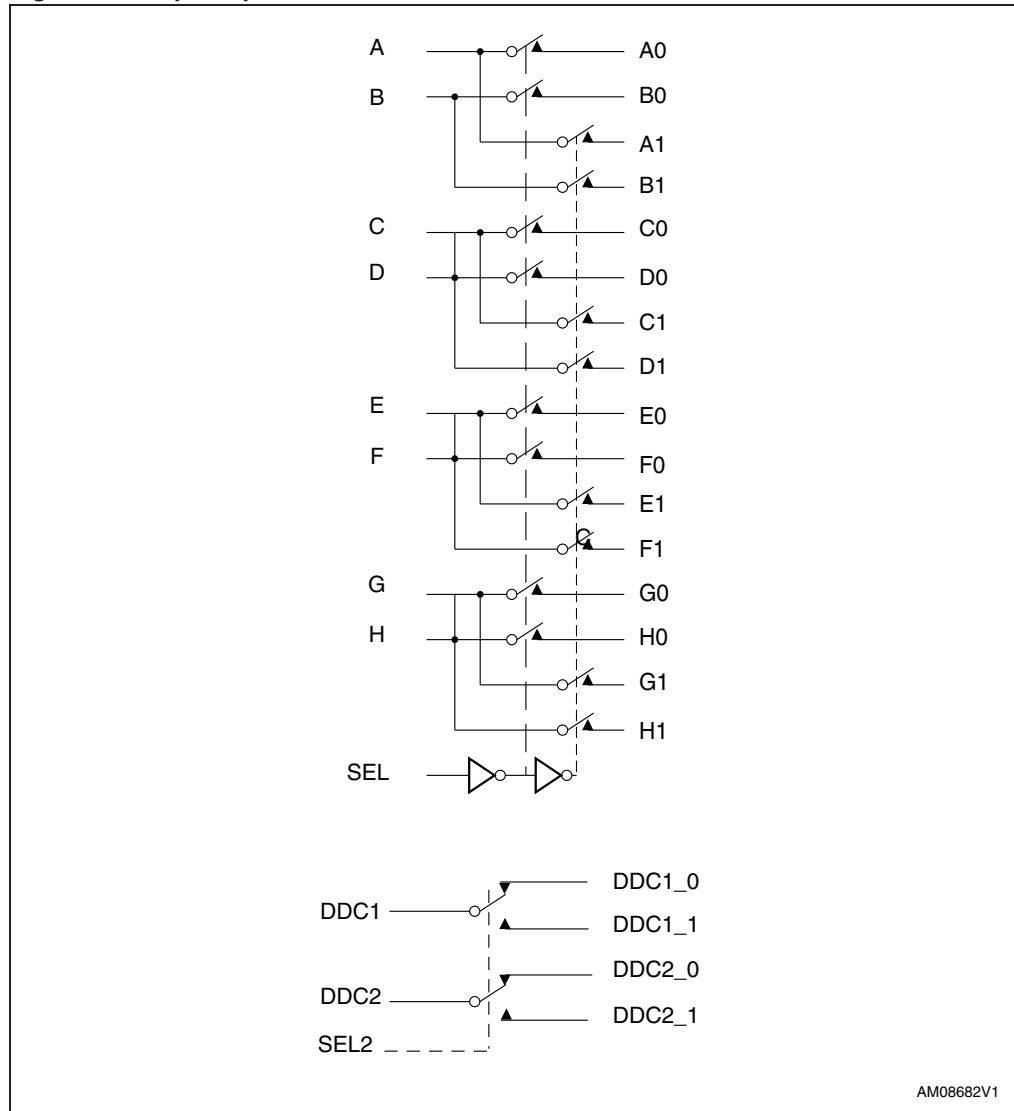 A A0
B B0
A1
B1
C C0
D D0
C1
D1
E E0
F F0
E1
F1
G G0
H H0
G1
H1
SEL
DDC1_0
DDC1
DDC1_1
DDC2_0
DDC2
DDC2_1
SEL2
AM08682V1